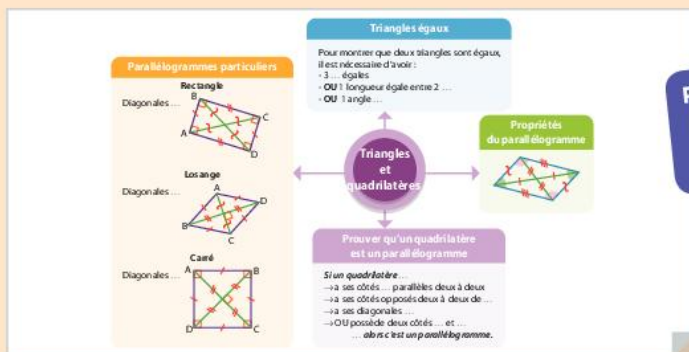 Triangles égaux
Pour montrer que deux triangles sont égaux,
il est nécessaire d'avoir :
- 3 ... égales
- OU 1 longueur égale entre 2 ...
- OU 1 angle ...
Parallélogrammes particuliers
Rectangle
Diagonales ...
B
C
A
D
Losange
Diagonales ...
A
D
B
C
Carré
Diagonales ...
A
B
D
C
Triangles
et
quadrilatères
Propriétés
du parallélogramme
Prouver qu'un quadrilatère
est un parallélogramme
Si un quadrilatère ...
→a ses côtés ... parallèles deux à deux
→a ses côtés opposés deux à deux de ...
→a ses diagonales ...
→OU possède deux côtés ... et ...
... alors c'est un parallélogramme.